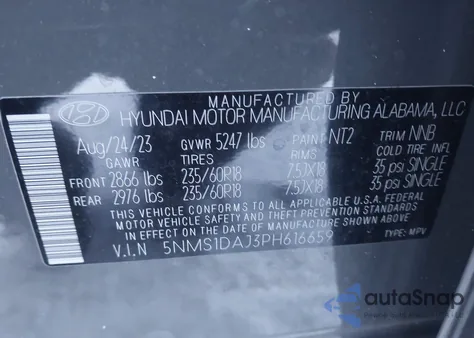 MANUFACTURED BY
HYUNDAI MOTOR MANUFACTURING ALABAMA, LLC
Aug/24/23 GVWR 5247 lbs PAINT NT2 TRIM NNB
GAWR TIRES RIMS COLD TIRE INFL
FRONT 2866 lbs 235/60R18 7.5JX18 35 psi SINGLE
REAR 2976 lbs 235/60R18 7.5JX18 35 psi SINGLE
THIS VEHICLE CONFORMS TO ALL APPLICABLE FEDERAL
MOTOR VEHICLE SAFETY AND THEFT PREVENTION STANDARDS
IN EFFECT ON THE DATE OF MANUFACTURE SHOWN ABOVE.
V.I.N 5NMS1DAJ3PH616659 TYPE: MPV
autoSnap